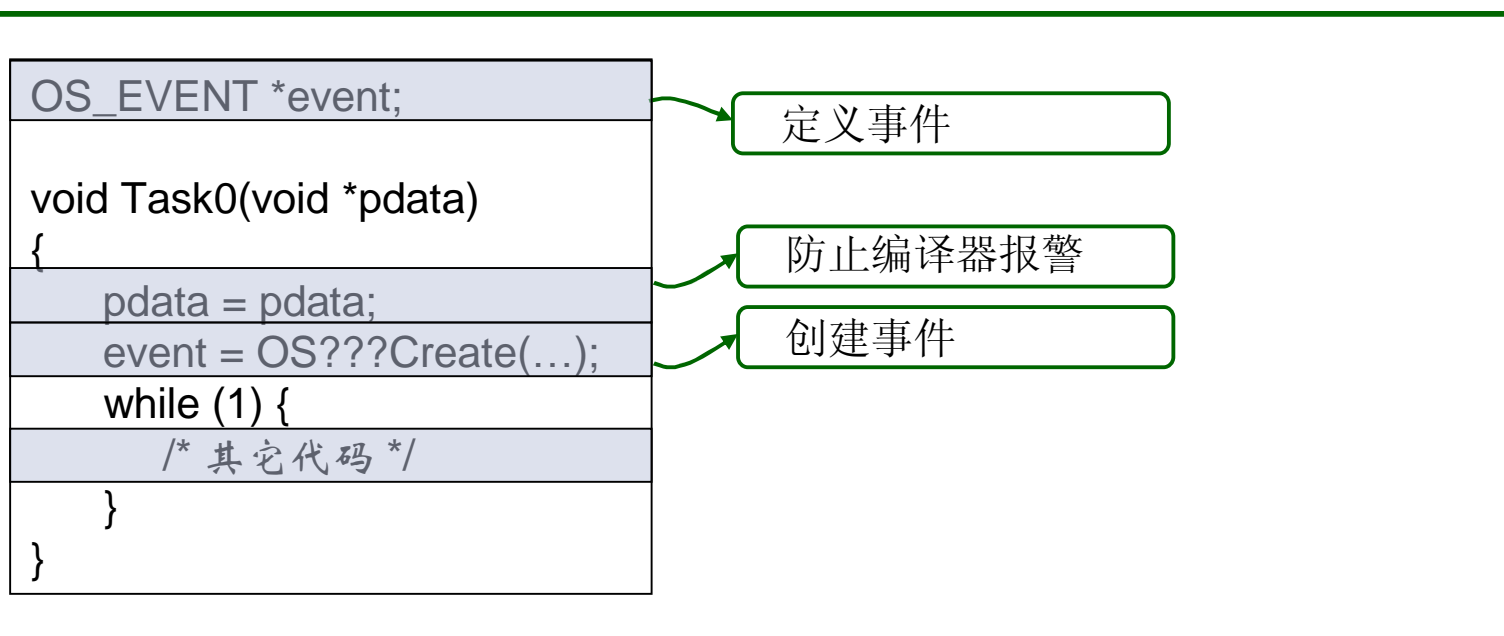 OS_EVENT *event;
定义事件
void Task0(void *pdata)
{
防止编译器报警
pdata = pdata;
event = OS???Create(…);
创建事件
while (1) {
/* 其它代码 */
}
}